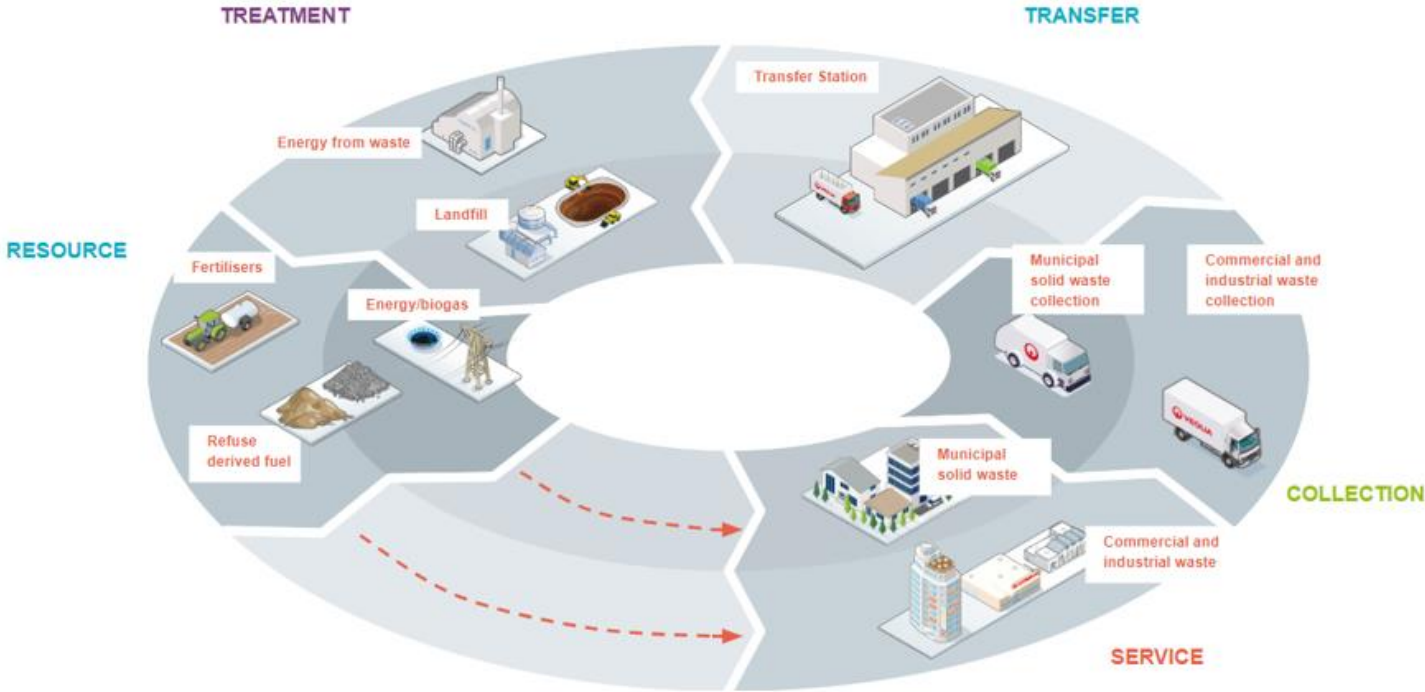 TREATMENT
TRANSFER
Transfer Station
Energy from waste
Landfill
RESOURCE
Fertilisers
Energy/biogas
Refuse
derived fuel
Municipal
solid waste
collection
Commercial and
industrial waste
collection
VEOLIA
COLLECTION
Municipal
solid waste
Commercial and
industrial waste
SERVICE